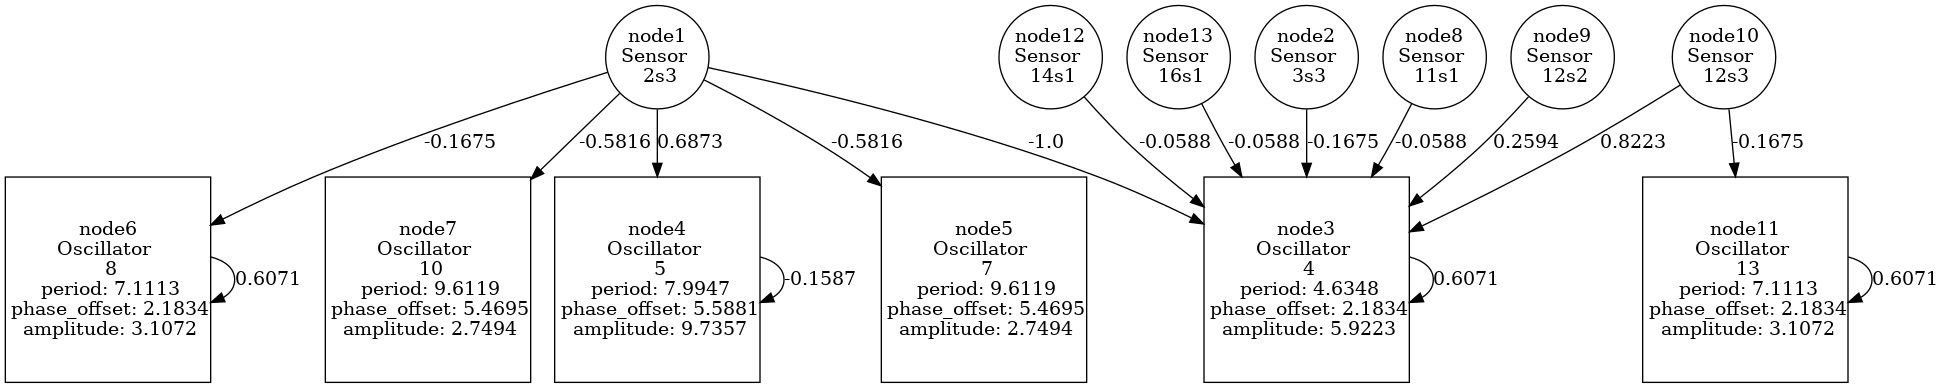 node1
Sensor
2s3
node12
Sensor
14s1
node13
Sensor
16s1
node2
Sensor
3s3
node8
Sensor
11s1
node9
Sensor
12s2
node10
Sensor
12s3
-0.1675
-0.5816
0.6873
-0.5816
-1.0
-0.0588
-0.0588
-0.1675
-0.0588
0.2594
0.8223
-0.1675
node6
Oscillator
8
period: 7.1113
phase_offset: 2.1834
amplitude: 3.1072
0.6071
node7
Oscillator
10
period: 9.6119
phase_offset: 5.4695
amplitude: 2.7494
node4
Oscillator
5
period: 7.9947
phase_offset: 5.5881
amplitude: 9.7357
-0.1587
node5
Oscillator
7
period: 9.6119
phase_offset: 5.4695
amplitude: 2.7494
node3
Oscillator
4
period: 4.6348
phase_offset: 2.1834
amplitude: 5.9223
0.6071
node11
Oscillator
13
period: 7.1113
phase_offset: 2.1834
amplitude: 3.1072
0.6071